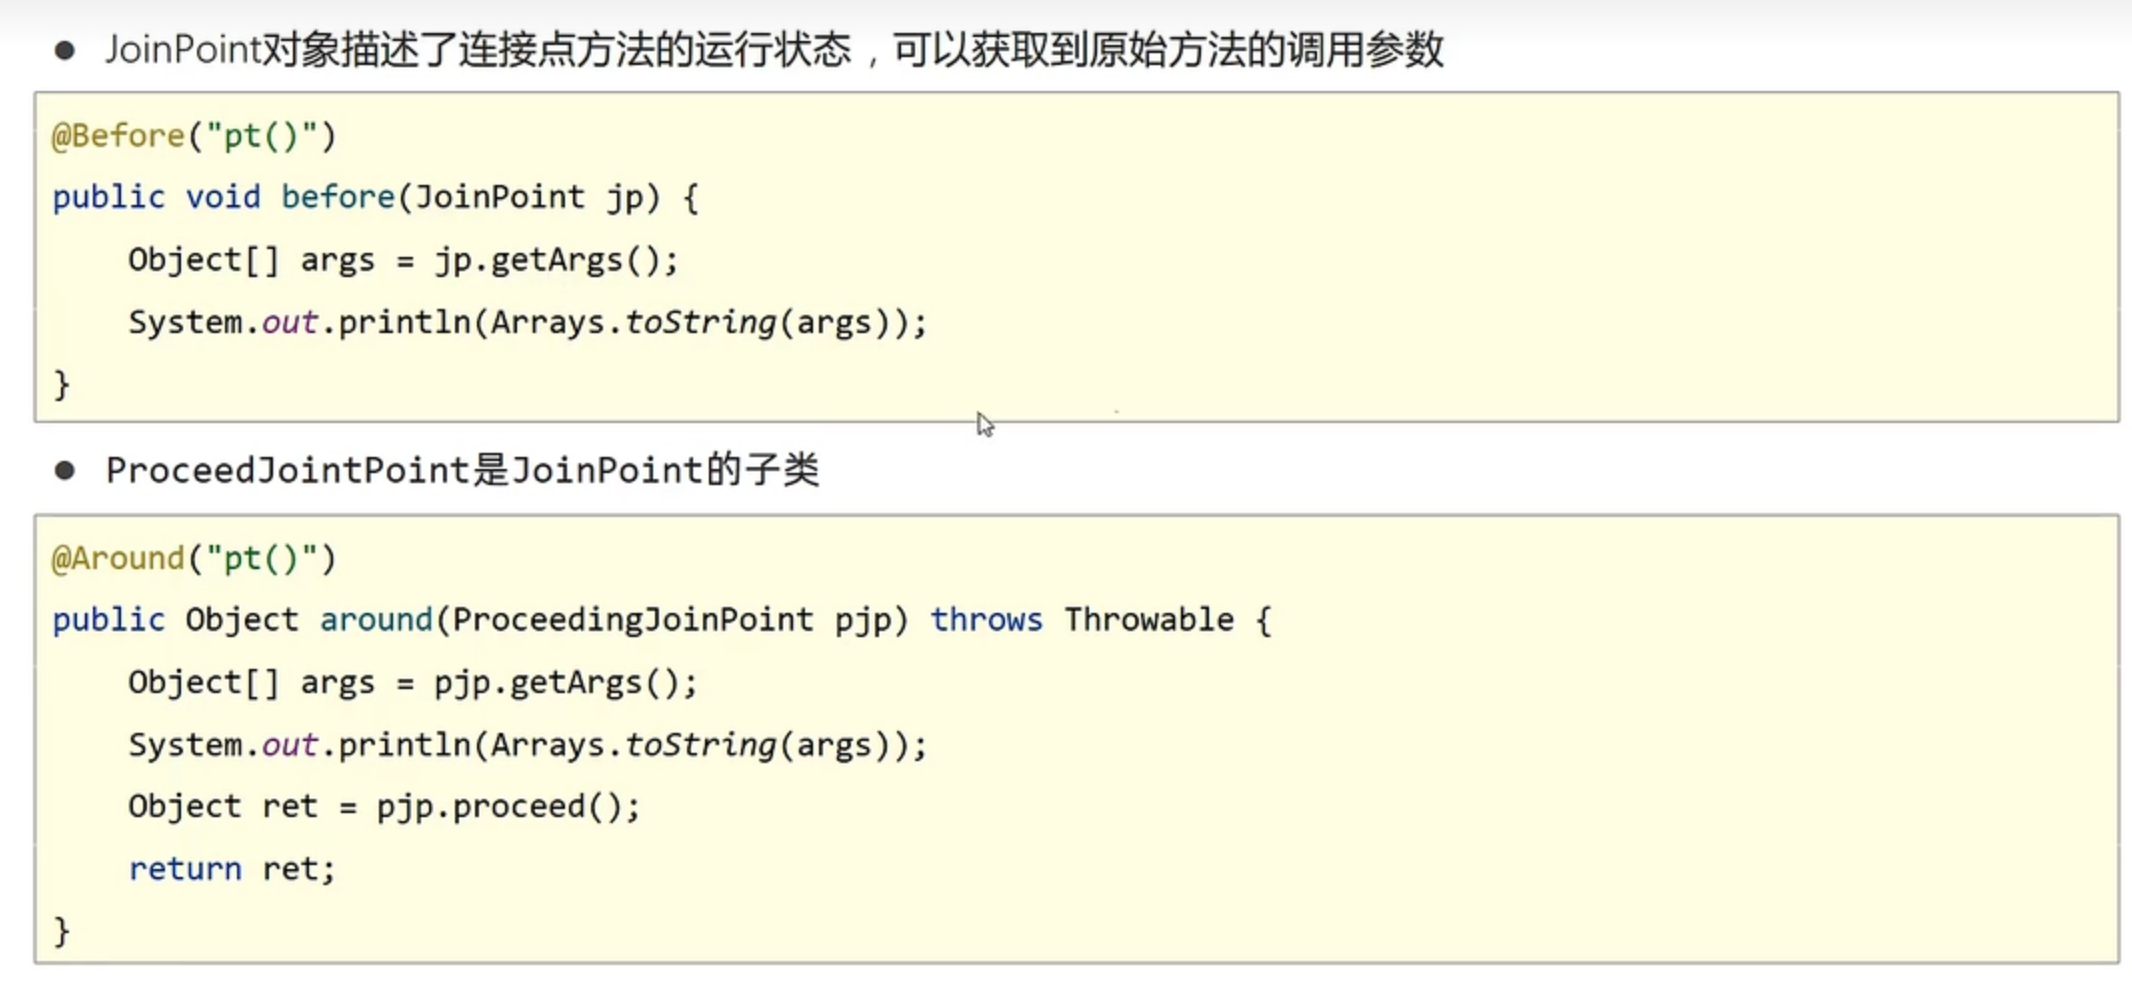 ● JoinPoint对象描述了连接点方法的运行状态，可以获取到原始方法的调用参数
@Before("pt()")
public void before(JoinPoint jp) {
    Object[] args = jp.getArgs();
    System.out.println(Arrays.toString(args));
}
● ProceedJointPoint是JoinPoint的子类
@Around("pt()")
public Object around(ProceedingJoinPoint pjp) throws Throwable {
    Object[] args = pjp.getArgs();
    System.out.println(Arrays.toString(args));
    Object ret = pjp.proceed();
    return ret;
}